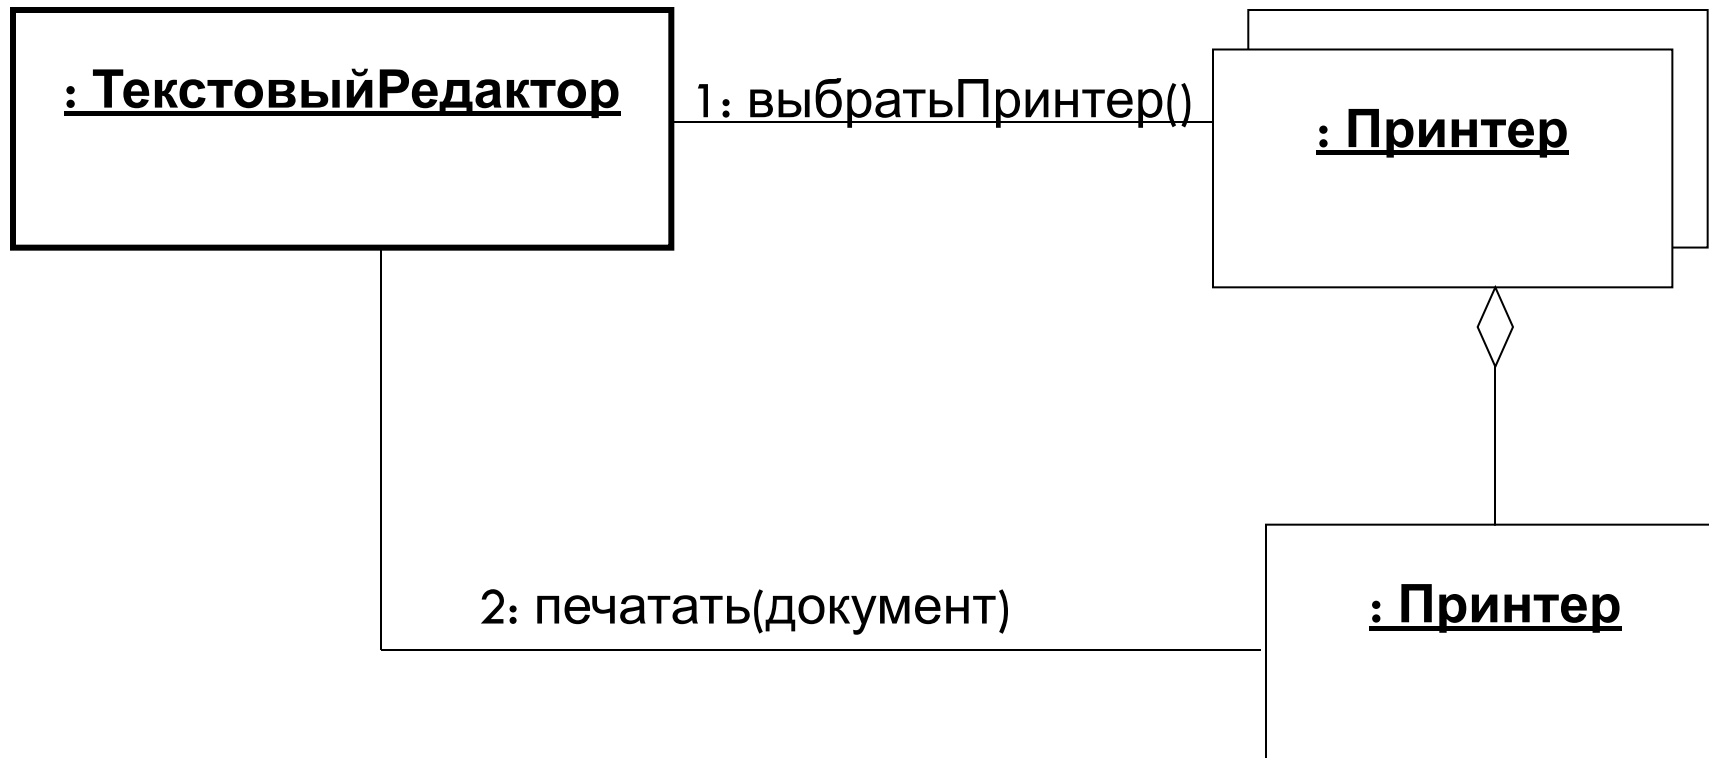 : ТекстовыйРедактор
1: выбратьПринтер()
: Принтер
2: печатать(документ)
: Принтер